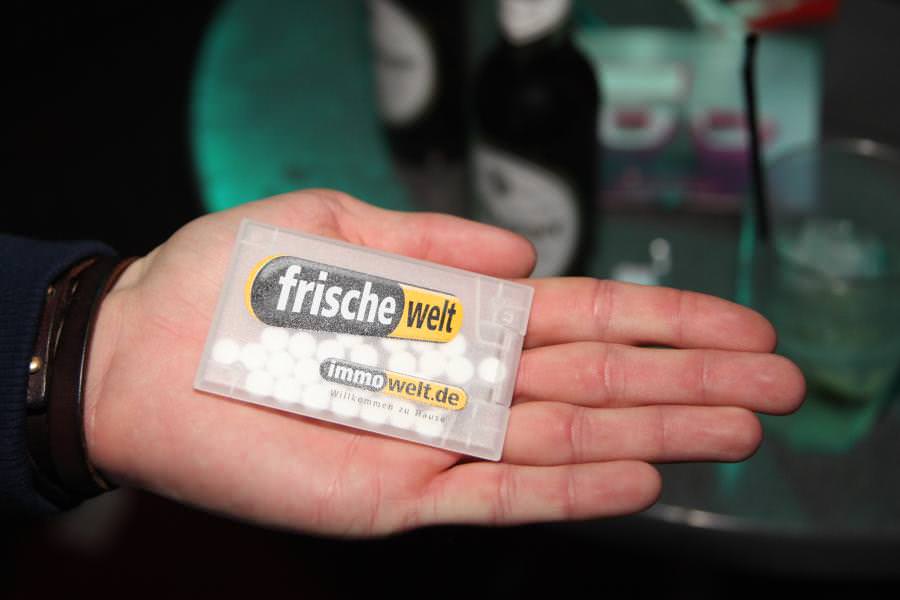 frische welt
immowelt.de
Willkommen zu Hause